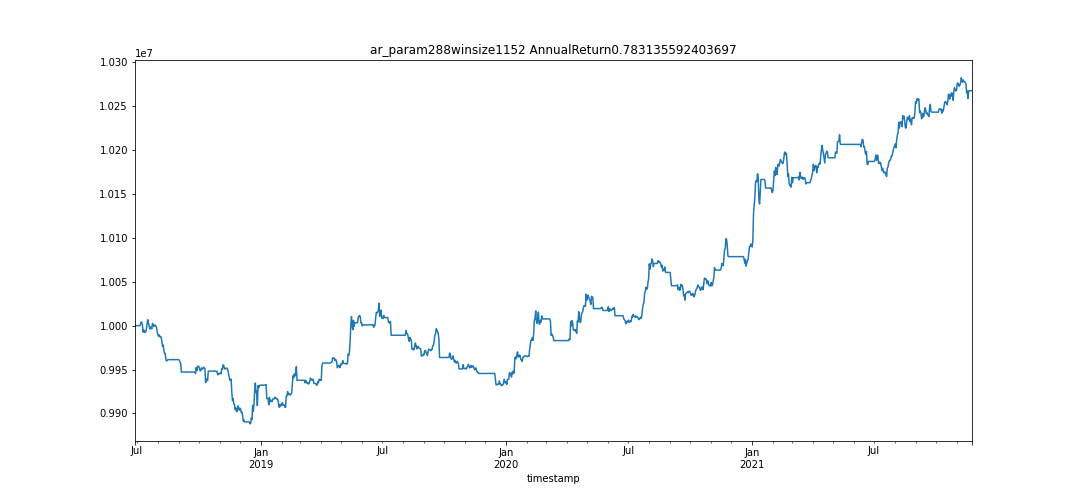 ar_param288winsize1152 AnnualReturn0.783135592403697
1e7
1.030
1.025
1.020
1.015
1.010
1.005
1.000
0.995
0.990
Jul Jan Jul Jan Jul Jan Jul
2019 2020 2021
timestamp